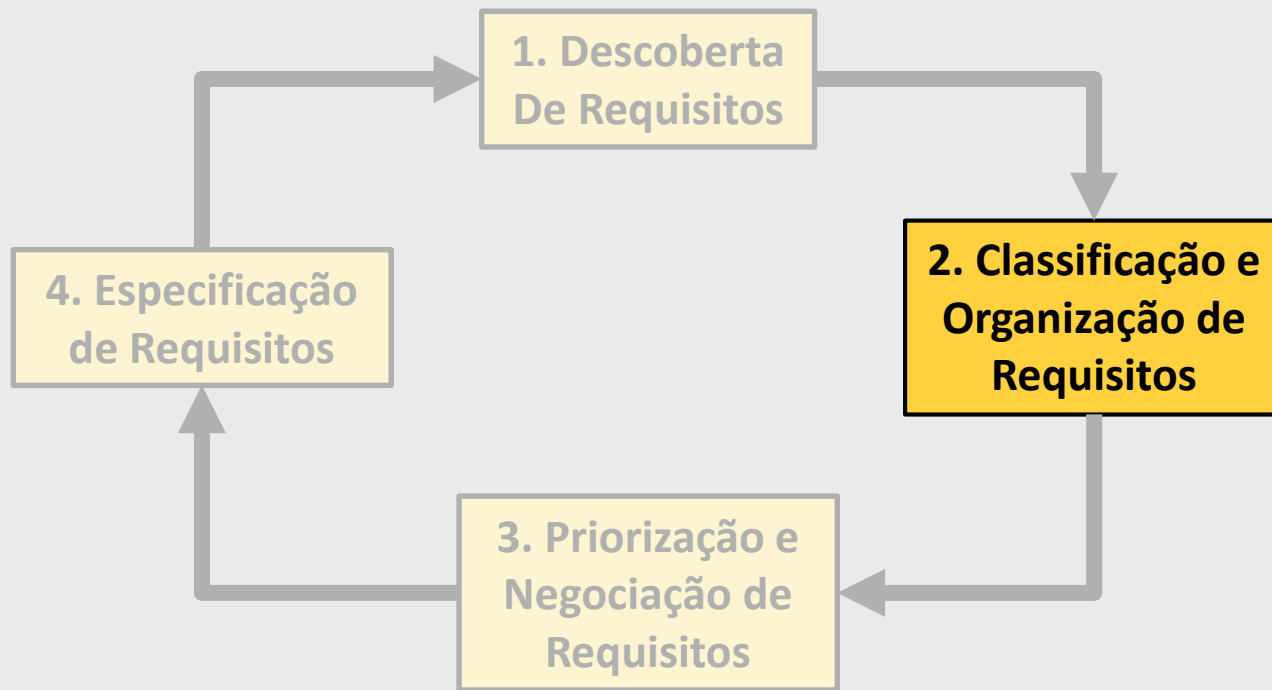 1. Descoberta
De Requisitos
2. Classificação e
Organização de
Requisitos
3. Priorização e
Negociação de
Requisitos
4. Especificação
de Requisitos